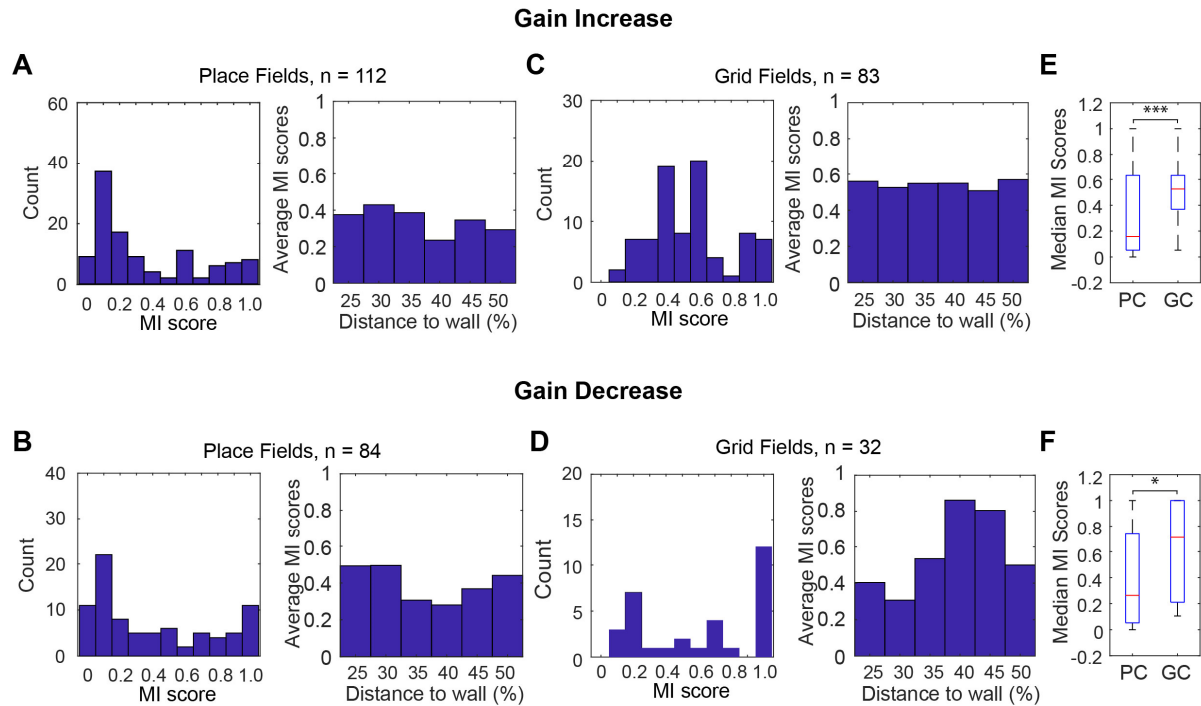 Gain Increase
A
Place Fields, n = 112
60
40
20
0
Count
0 0.2 0.4 0.6 0.8 1.0
MI score
1
0.8
0.6
0.4
0.2
0
Average MI scores
25 30 35 40 45 50
Distance to wall (%)
C
Grid Fields, n = 83
30
20
10
0
Count
0 0.2 0.4 0.6 0.8 1.0
MI score
1
0.8
0.6
0.4
0.2
0
Average MI scores
25 30 35 40 45 50
Distance to wall (%)
E
1.2
1
0.8
0.6
0.4
0.2
0
-0.2
Median MI Scores
***
PC GC
Gain Decrease
B
Place Fields, n = 84
40
30
20
10
0
Count
0 0.2 0.4 0.6 0.8 1.0
MI score
1
0.8
0.6
0.4
0.2
0
Average MI scores
25 30 35 40 45 50
Distance to wall (%)
D
Grid Fields, n = 32
20
15
10
5
0
Count
0 0.2 0.4 0.6 0.8 1.0
MI score
1
0.8
0.6
0.4
0.2
0
Average MI scores
25 30 35 40 45 50
Distance to wall (%)
F
1.2
1
0.8
0.6
0.4
0.2
0
-0.2
Median MI Scores
*
PC GC